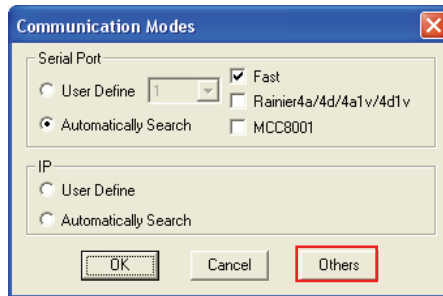 Communication Modes
Serial Port
User Define 1
Automatically Search
Fast
Rainier4a/4d/4a1v/4d1v
MCC8001
IP
User Define
Automatically Search
OK Cancel Others